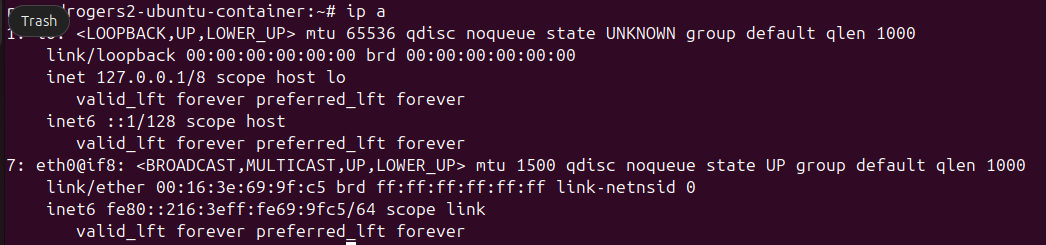 drogers2-ubuntu-container:~# ip a
Trash
<LOOPBACK,UP,LOWER_UP> mtu 65536 qdisc noqueue state UNKNOWN group default qlen 1000
link/loopback 00:00:00:00:00:00 brd 00:00:00:00:00:00
inet 127.0.0.1/8 scope host lo
valid_lft forever preferred_lft forever
inet6 ::1/128 scope host
valid_lft forever preferred_lft forever
7: eth0@if8: <BROADCAST,MULTICAST,UP,LOWER_UP> mtu 1500 qdisc noqueue state UP group default qlen 1000
link/ether 00:16:3e:69:9f:c5 brd ff:ff:ff:ff:ff:ff link-netnsid 0
inet6 fe80::216:3eff:fe69:9fc5/64 scope link
valid_lft forever preferred_lft forever